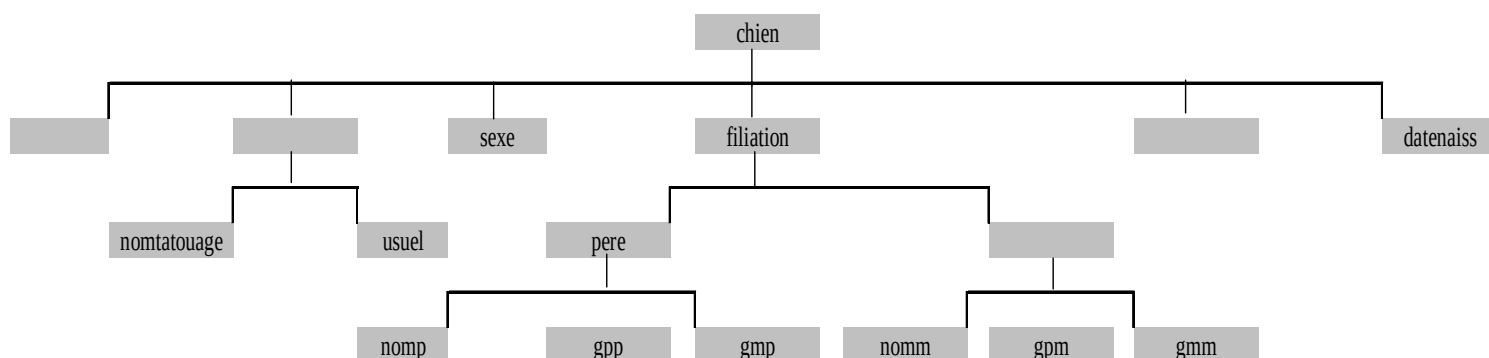 chien
sexe filiation datenaiss
nomtatouage usuel pere
nomp gpp gmp nomm gpm gmm